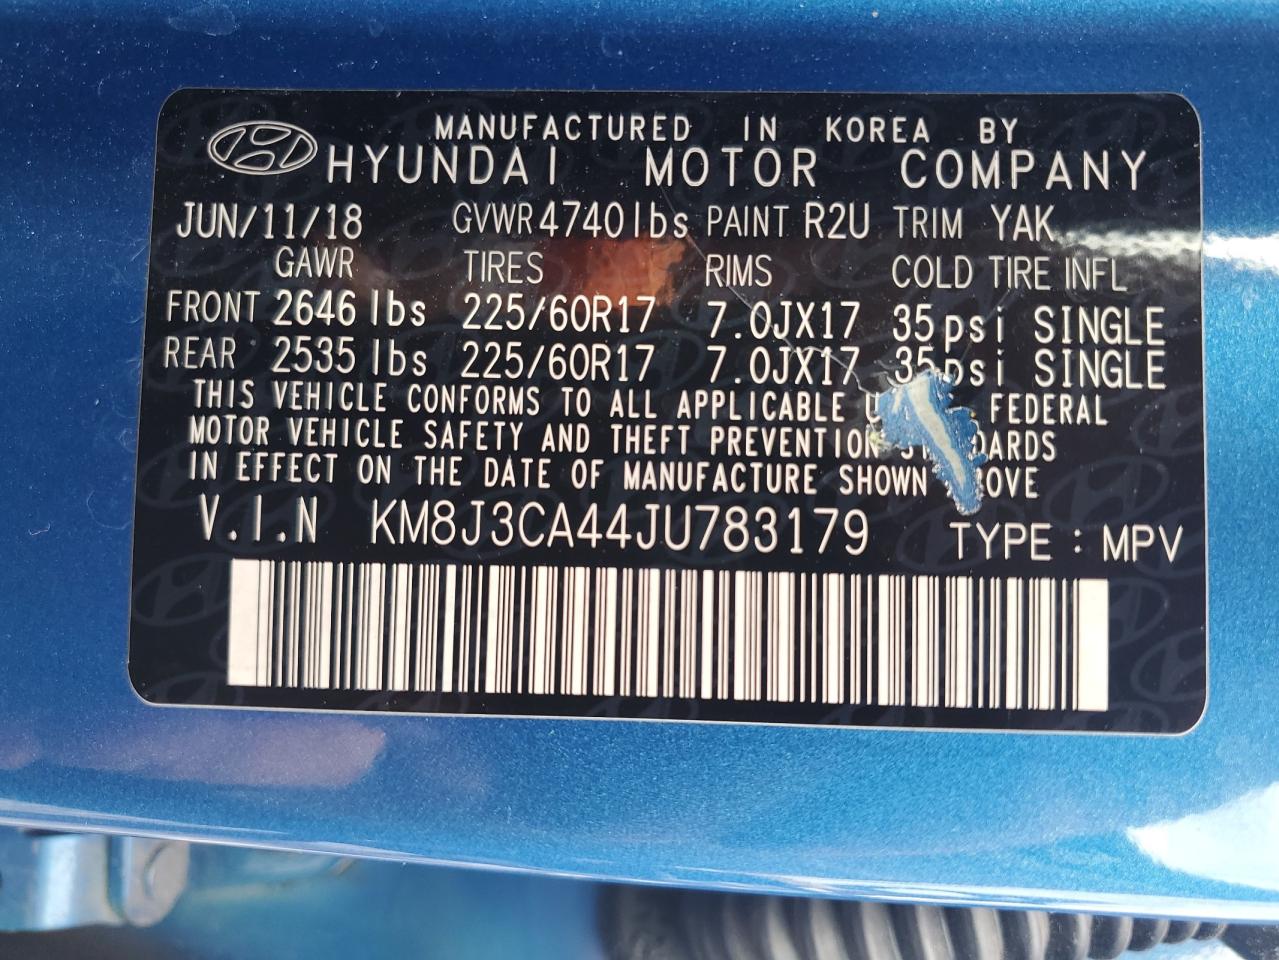 MANUFACTURED IN KOREA BY
HYUNDAI MOTOR COMPANY
JUN/11/18 GVWR 4740lbs PAINT R2U TRIM YAK
GAWR TIRES RIMS COLD TIRE INFL
FRONT 2646 lbs 225/60R17 7.0JX17 35psi SINGLE
REAR 2535 lbs 225/60R17 7.0JX17 35psi SINGLE
THIS VEHICLE CONFORMS TO ALL APPLICABLE FEDERAL
MOTOR VEHICLE SAFETY AND THEFT PREVENTION
IN EFFECT ON THE DATE OF MANUFACTURE SHOWN
V.I.N KM8J3CA44JU783179 TYPE : MPV